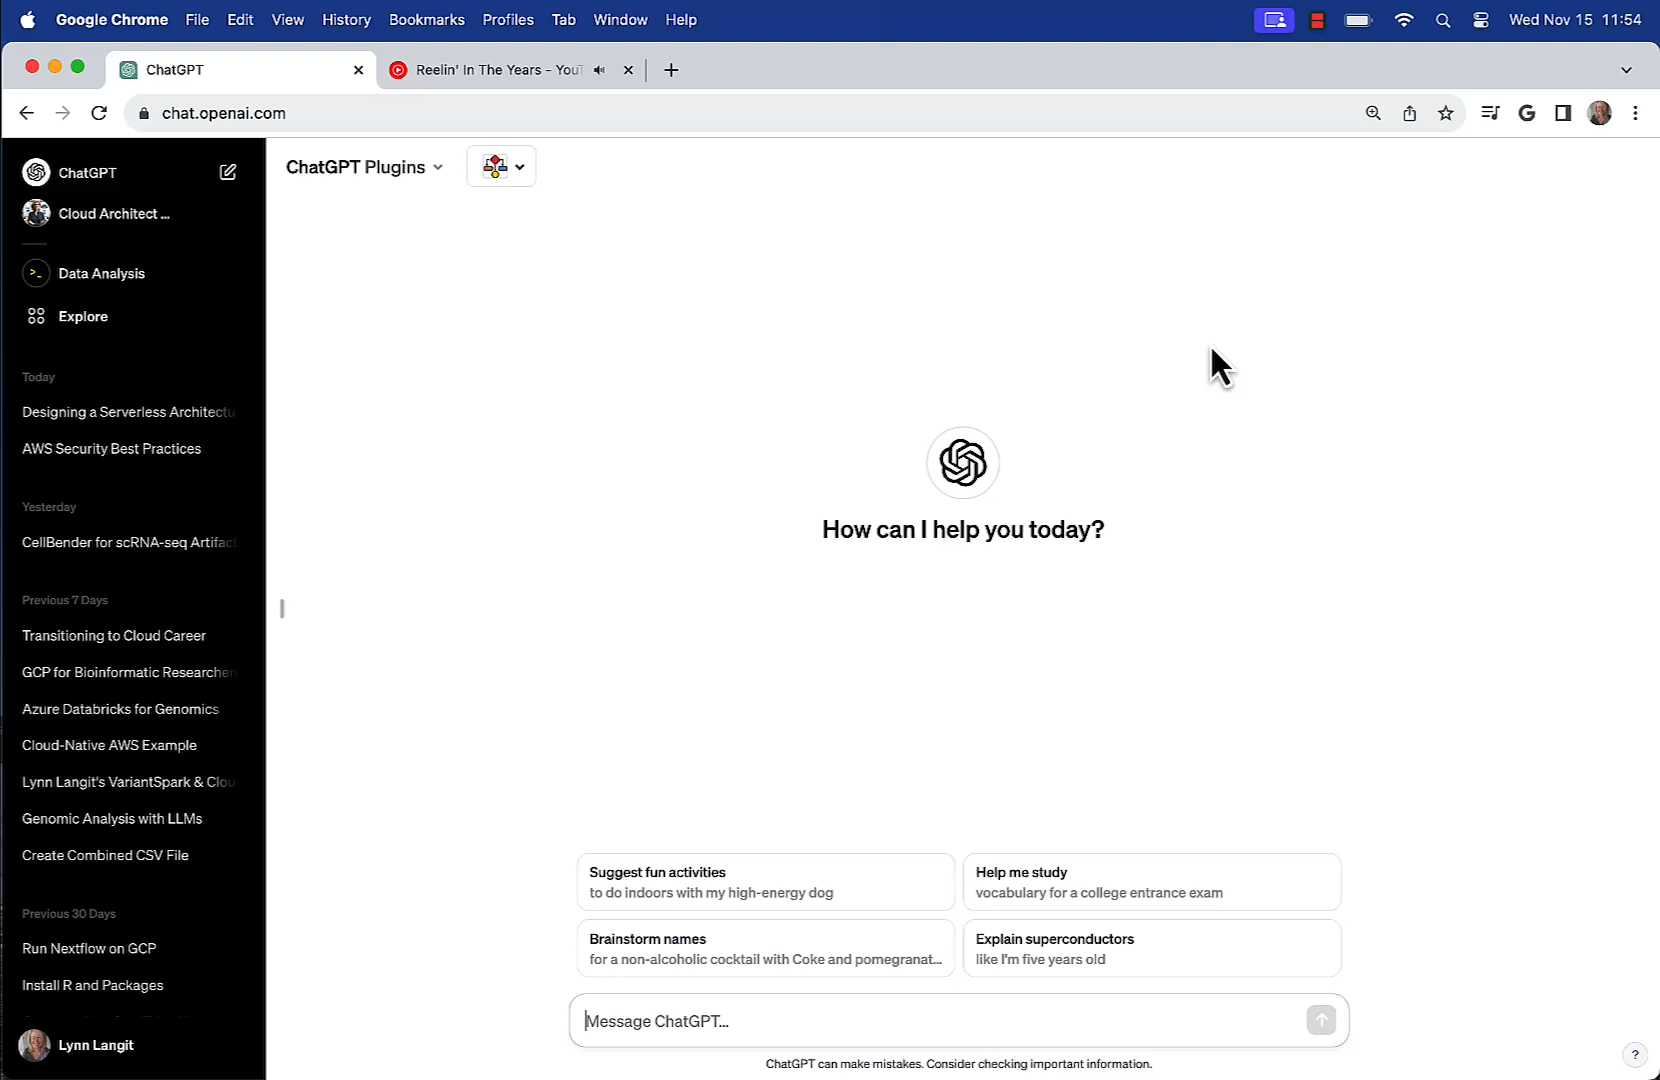 Google Chrome File Edit View History Bookmarks Profiles Tab Window Help Wed Nov 15 11:54
ChatGPT Reelin' In The Years - You
chat.openai.com
ChatGPT
Cloud Architect ...
Data Analysis
Explore
Today
Designing a Serverless Architectu
AWS Security Best Practices
Yesterday
CellBender for scRNA-seq Artifac
Previous 7 Days
Transitioning to Cloud Career
GCP for Bioinformatic Researcher
Azure Databricks for Genomics
Cloud-Native AWS Example
Lynn Langit's VariantSpark & Clou
Genomic Analysis with LLMs
Create Combined CSV File
Previous 30 Days
Run Nextflow on GCP
Install R and Packages
Lynn Langit
ChatGPT Plugins
How can I help you today?
Suggest fun activities
to do indoors with my high-energy dog
Help me study
vocabulary for a college entrance exam
Brainstorm names
for a non-alcoholic cocktail with Coke and pomegranat...
Explain superconductors
like I'm five years old
Message ChatGPT...
ChatGPT can make mistakes. Consider checking important information.
?